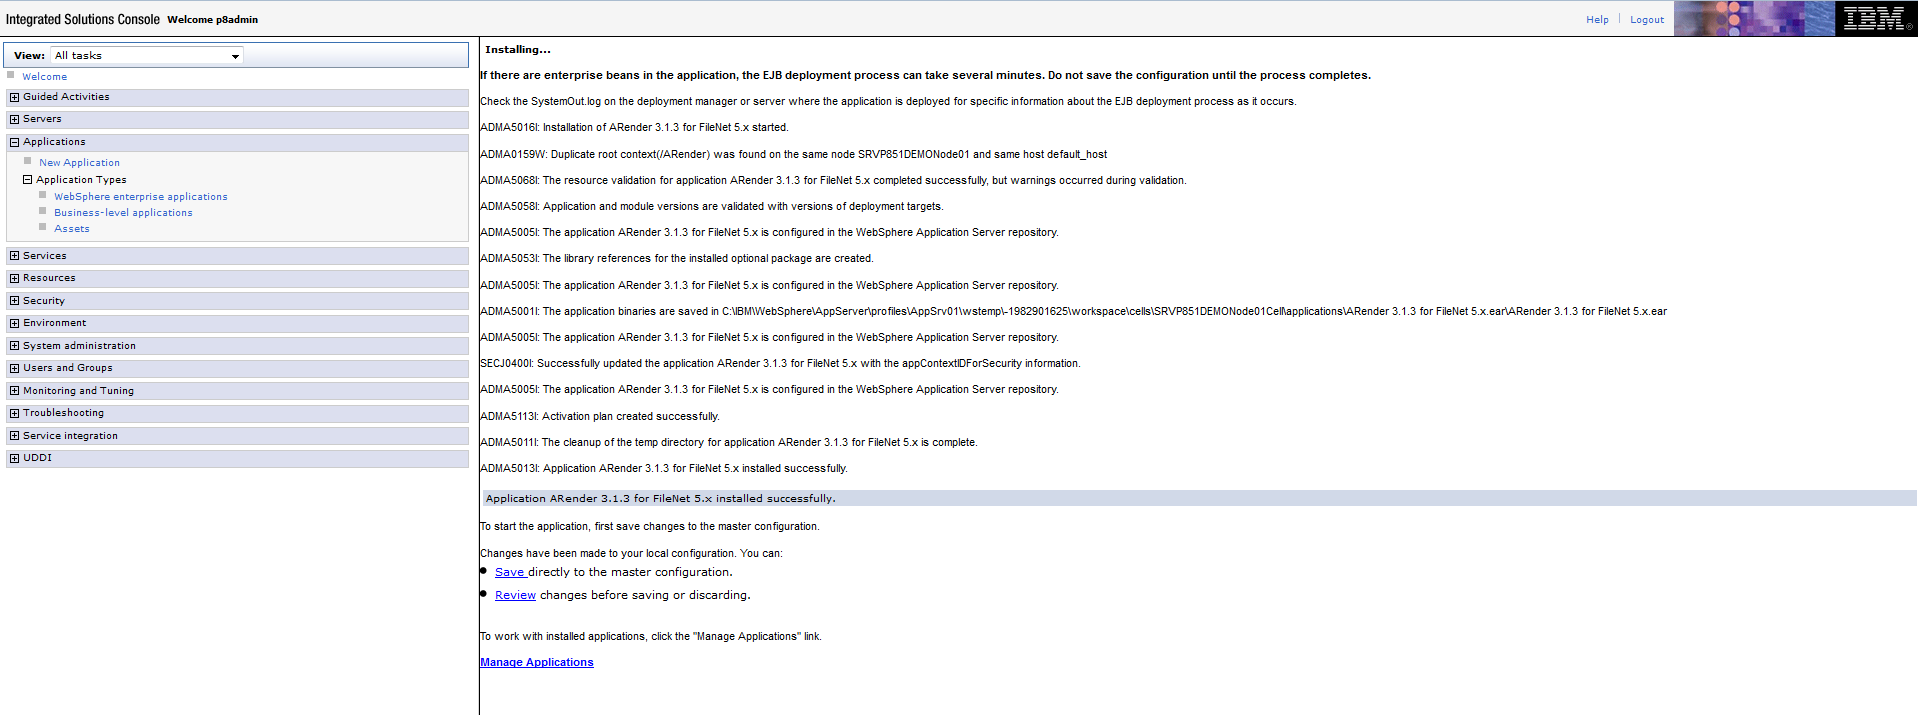 Integrated Solutions Console Welcome p8admin
Help Logout
IBM®
View: All tasks
Welcome
Guided Activities
Servers
Applications
New Application
Application Types
WebSphere enterprise applications
Business-level applications
Assets
Services
Resources
Security
Environment
System administration
Users and Groups
Monitoring and Tuning
Troubleshooting
Service integration
UDDI
Installing...
If there are enterprise beans in the application, the EJB deployment process can take several minutes. Do not save the configuration until the process completes.
Check the SystemOut.log on the deployment manager or server where the application is deployed for specific information about the EJB deployment process as it occurs.
ADMA5016I: Installation of ARender 3.1.3 for FileNet 5.x started.
ADMA0159W: Duplicate root context(/ARender) was found on the same node SRVP851DEMONode01 and same host default_host
ADMA5068I: The resource validation for application ARender 3.1.3 for FileNet 5.x completed successfully, but warnings occurred during validation.
ADMA5058I: Application and module versions are validated with versions of deployment targets.
ADMA5005I: The application ARender 3.1.3 for FileNet 5.x is configured in the WebSphere Application Server repository.
ADMA5053I: The library references for the installed optional package are created.
ADMA5005I: The application ARender 3.1.3 for FileNet 5.x is configured in the WebSphere Application Server repository.
ADMA5001I: The application binaries are saved in C:\IBM\WebSphere\AppServer\profiles\AppSrv01\wstemp\-1982901625\workspace\cells\SRVP851DEMONode01Cell\applications\ARender 3.1.3 for FileNet 5.x.ear\ARender 3.1.3 for FileNet 5.x.ear
ADMA5005I: The application ARender 3.1.3 for FileNet 5.x is configured in the WebSphere Application Server repository.
SECJ0400I: Successfully updated the application ARender 3.1.3 for FileNet 5.x with the appContextIDForSecurity information.
ADMA5005I: The application ARender 3.1.3 for FileNet 5.x is configured in the WebSphere Application Server repository.
ADMA5113I: Activation plan created successfully.
ADMA5011I: The cleanup of the temp directory for application ARender 3.1.3 for FileNet 5.x is complete.
ADMA5013I: Application ARender 3.1.3 for FileNet 5.x installed successfully.
Application ARender 3.1.3 for FileNet 5.x installed successfully.
To start the application, first save changes to the master configuration.
Changes have been made to your local configuration. You can:
Save directly to the master configuration.
Review changes before saving or discarding.
To work with installed applications, click the "Manage Applications" link.
Manage Applications